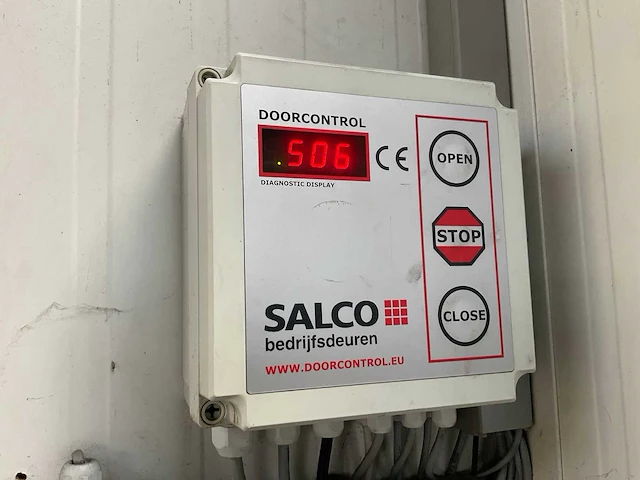 DOORCONTROL
506
CE
DIAGNOSTIC DISPLAY
OPEN
STOP
CLOSE
SALCO
bedrijfsdeuren
WWW.DOORCONTROL.EU